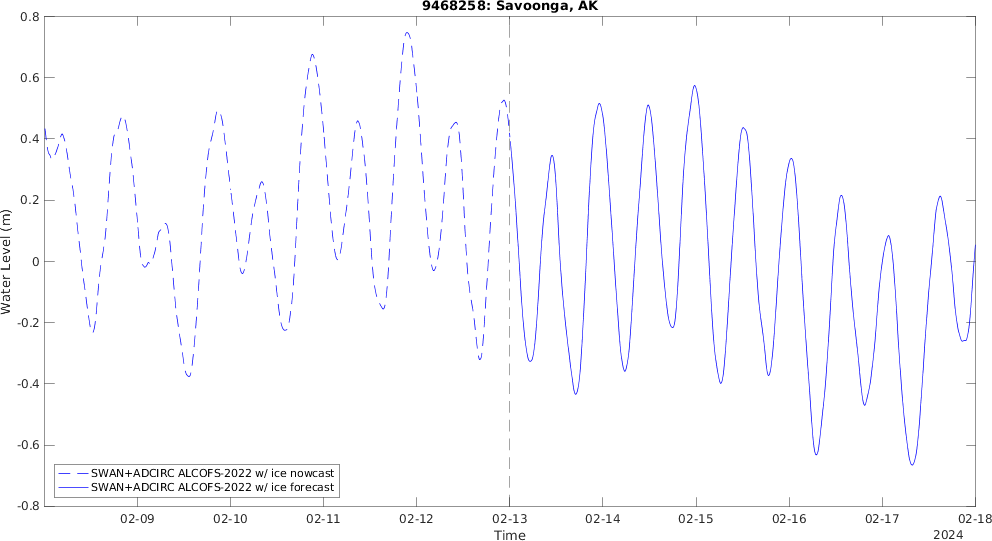 9468258: Savoonga, AK
0.8
0.6
0.4
0.2
0
-0.2
-0.4
-0.6
-0.8
Water Level (m)
SWAN+ADCIRC ALCOFS-2022 w/ ice nowcast
SWAN+ADCIRC ALCOFS-2022 w/ ice forecast
02-09 02-10 02-11 02-12 02-13 02-14 02-15 02-16 02-17 02-18
Time
2024